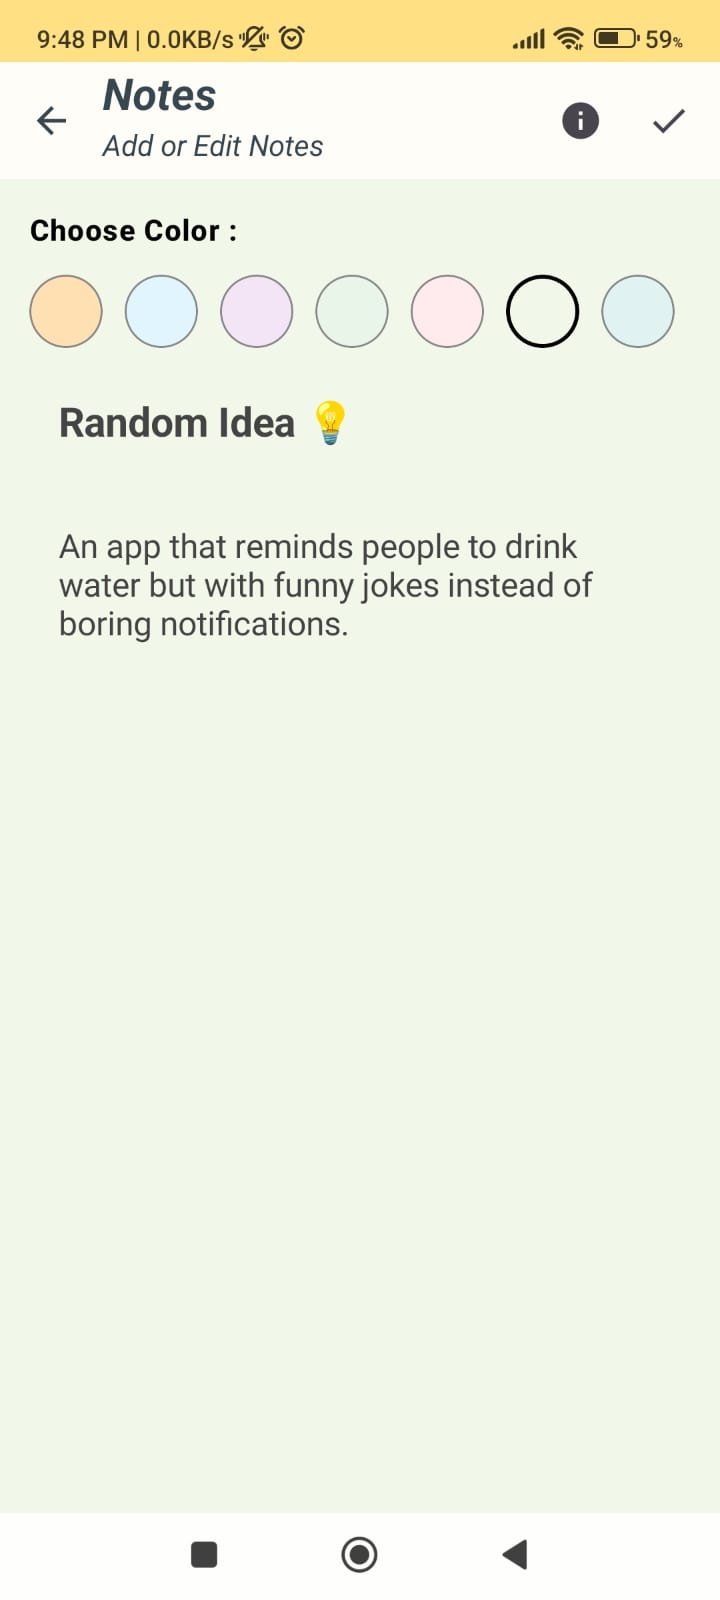 9:48 PM | 0.0KB/s 59%
Notes
Add or Edit Notes
Choose Color :
Random Idea 💡
An app that reminds people to drink
water but with funny jokes instead of
boring notifications.